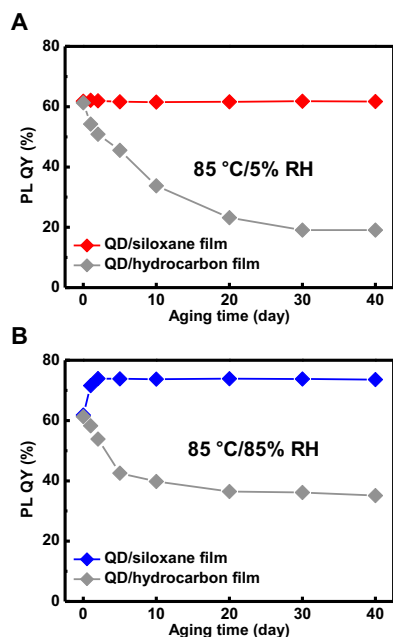 A
80
60
40
20
0
PL QY (%)
85 °C/5% RH
QD/siloxane film
QD/hydrocarbon film
0 10 20 30 40
Aging time (day)
B
80
60
40
20
0
PL QY (%)
85 °C/85% RH
QD/siloxane film
QD/hydrocarbon film
0 10 20 30 40
Aging time (day)